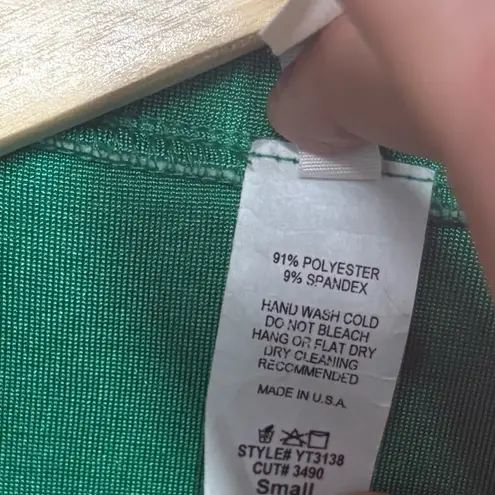 91% POLYESTER
9% SPANDEX
HAND WASH COLD
DO NOT BLEACH
HANG OR FLAT DRY
DRY CLEANING
RECOMMENDED
MADE IN U.S.A.
STYLE# YT3138
CUT# 3490
Small